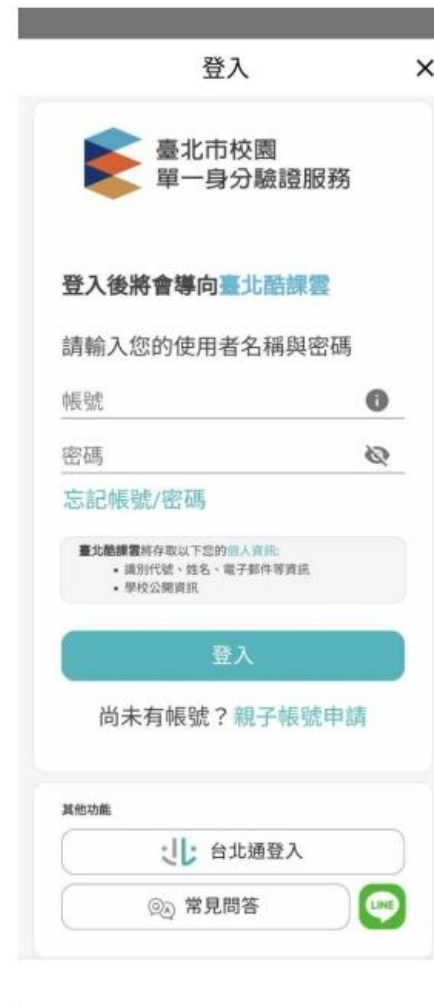 登入
臺北市校園
單一身分驗證服務
登入後將會導向臺北酷課雲
請輸入您的使用者名稱與密碼
帳號
密碼
忘記帳號/密碼
臺北酷課雲將存取以下您的個人資訊:
• 識別代號、姓名、電子郵件等資訊
• 學校公開資訊
登入
尚未有帳號？親子帳號申請
其他功能
台北通登入
QA 常見問答
LINE